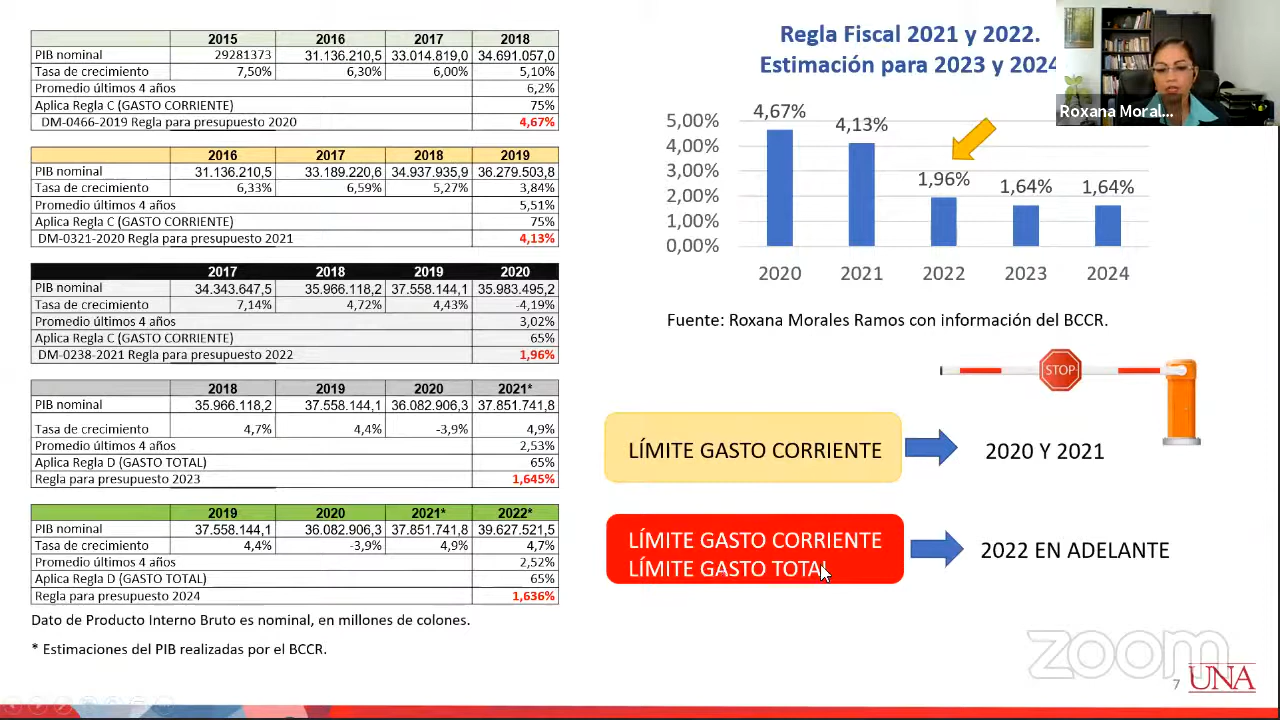 2015 2016 2017 2018
PIB nominal 29281373 31.136.210,5 33.014.819,0 34.691.057,0
Tasa de crecimiento 7,50% 6,30% 6,00% 5,10%
Promedio últimos 4 años 6,2%
Aplica Regla C (GASTO CORRIENTE) 75%
DM-0466-2019 Regla para presupuesto 2020 4,67%
2016 2017 2018 2019
PIB nominal 31.136.210,5 33.189.220,6 34.937.935,9 36.279.503,8
Tasa de crecimiento 6,33% 6,59% 5,27% 3,84%
Promedio últimos 4 años 5,51%
Aplica Regla C (GASTO CORRIENTE) 75%
DM-0321-2020 Regla para presupuesto 2021 4,13%
2017 2018 2019 2020
PIB nominal 34.343.647,5 35.966.118,2 37.558.144,1 35.983.495,2
Tasa de crecimiento 7,14% 4,72% 4,43% -4,19%
Promedio últimos 4 años 3,02%
Aplica Regla C (GASTO CORRIENTE) 65%
DM-0238-2021 Regla para presupuesto 2022 1,96%
2018 2019 2020 2021*
PIB nominal 35.966.118,2 37.558.144,1 36.082.906,3 37.851.741,8
Tasa de crecimiento 4,7% 4,4% -3,9% 4,9%
Promedio últimos 4 años 2,53%
Aplica Regla D (GASTO TOTAL) 65%
Regla para presupuesto 2023 1,645%
2019 2020 2021* 2022*
PIB nominal 37.558.144,1 36.082.906,3 37.851.741,8 39.627.521,5
Tasa de crecimiento 4,4% -3,9% 4,9% 4,7%
Promedio últimos 4 años 2,52%
Aplica Regla D (GASTO TOTAL) 65%
Regla para presupuesto 2024 1,636%
Dato de Producto Interno Bruto es nominal, en millones de colones.
* Estimaciones del PIB realizadas por el BCCR.
Regla Fiscal 2021 y 2022.
Estimación para 2023 y 2024
Roxana Moral...
5,00%
4,00%
3,00%
2,00%
1,00%
0,00%
4,67% 4,13% 1,96% 1,64% 1,64%
2020 2021 2022 2023 2024
Fuente: Roxana Morales Ramos con información del BCCR.
STOP
LÍMITE GASTO CORRIENTE
2020 Y 2021
LÍMITE GASTO CORRIENTE
LÍMITE GASTO TOTAL
2022 EN ADELANTE
zoom
7
UNA